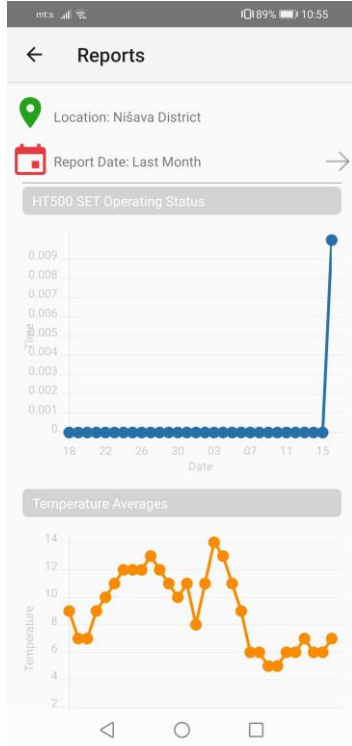 mt:s 89% 10:55
Reports
Location: Nišava District
Report Date: Last Month
HT500 SET Operating Status
0.009
0.008
0.007
0.006
0.005
0.004
0.003
0.002
0.001
0
Time
18 22 26 30 03 07 11 15
Date
Temperature Averages
14
12
10
8
6
4
2
Temperature